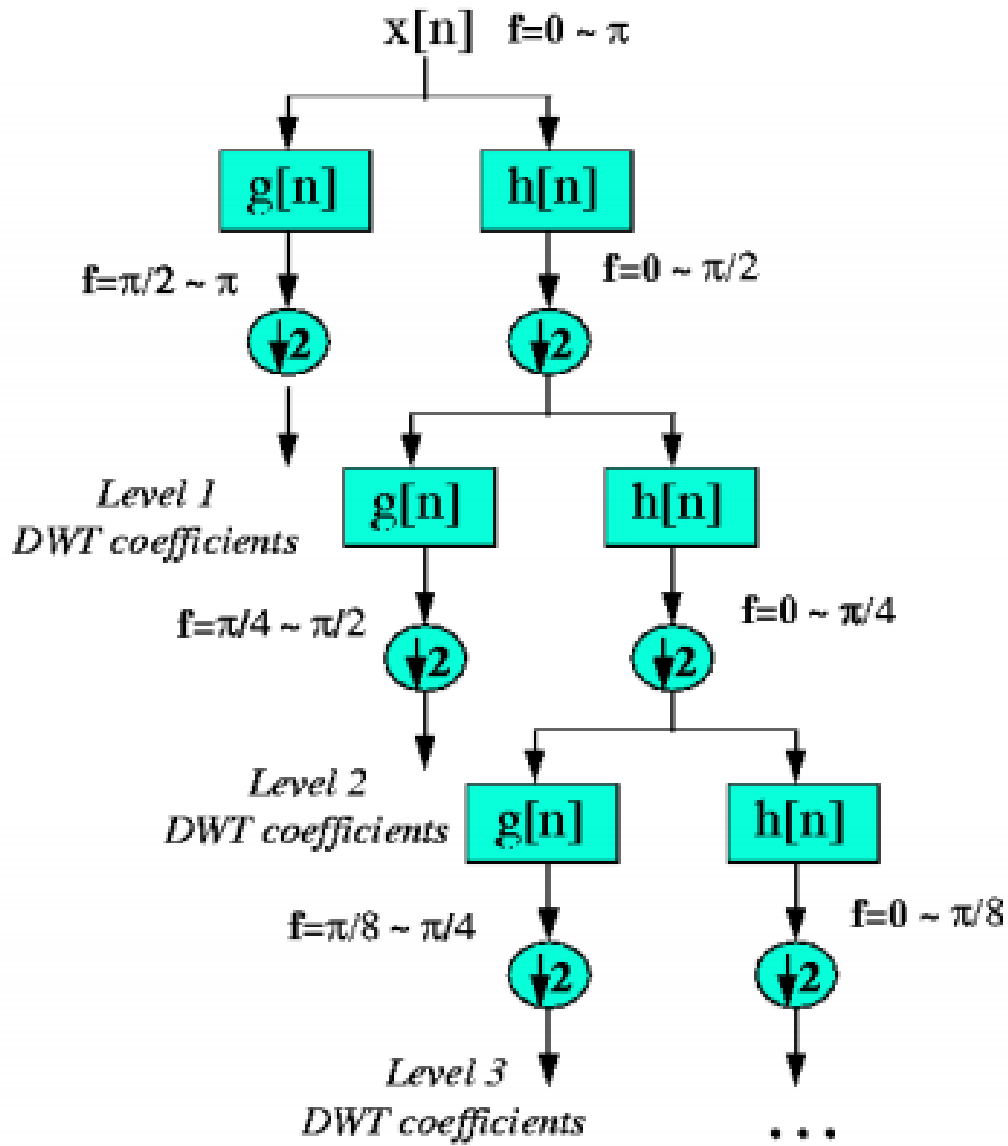 x[n] f=0 ~ π
g[n] h[n]
f=π/2 ~ π
f=0 ~ π/2
↓2 ↓2
Level 1
DWT coefficients
g[n] h[n]
f=π/4 ~ π/2
f=0 ~ π/4
↓2 ↓2
Level 2
DWT coefficients
g[n] h[n]
f=π/8 ~ π/4
f=0 ~ π/8
↓2 ↓2
Level 3
DWT coefficients
...